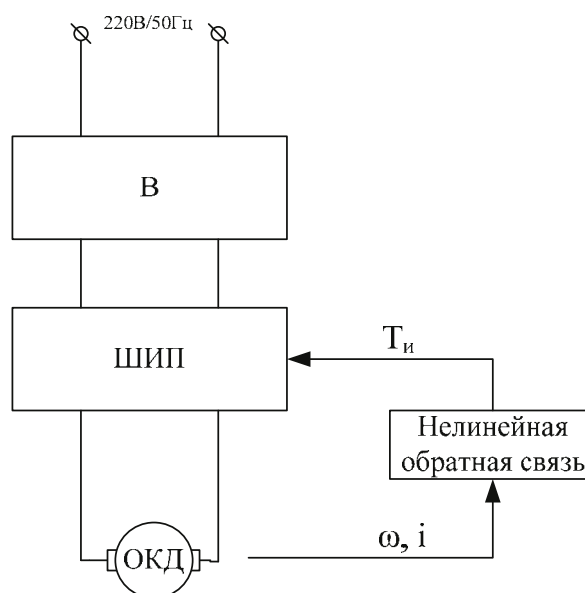 220В/50Гц
В
ШИП
Tи
Нелинейная
обратная связь
ОКД
ω, i